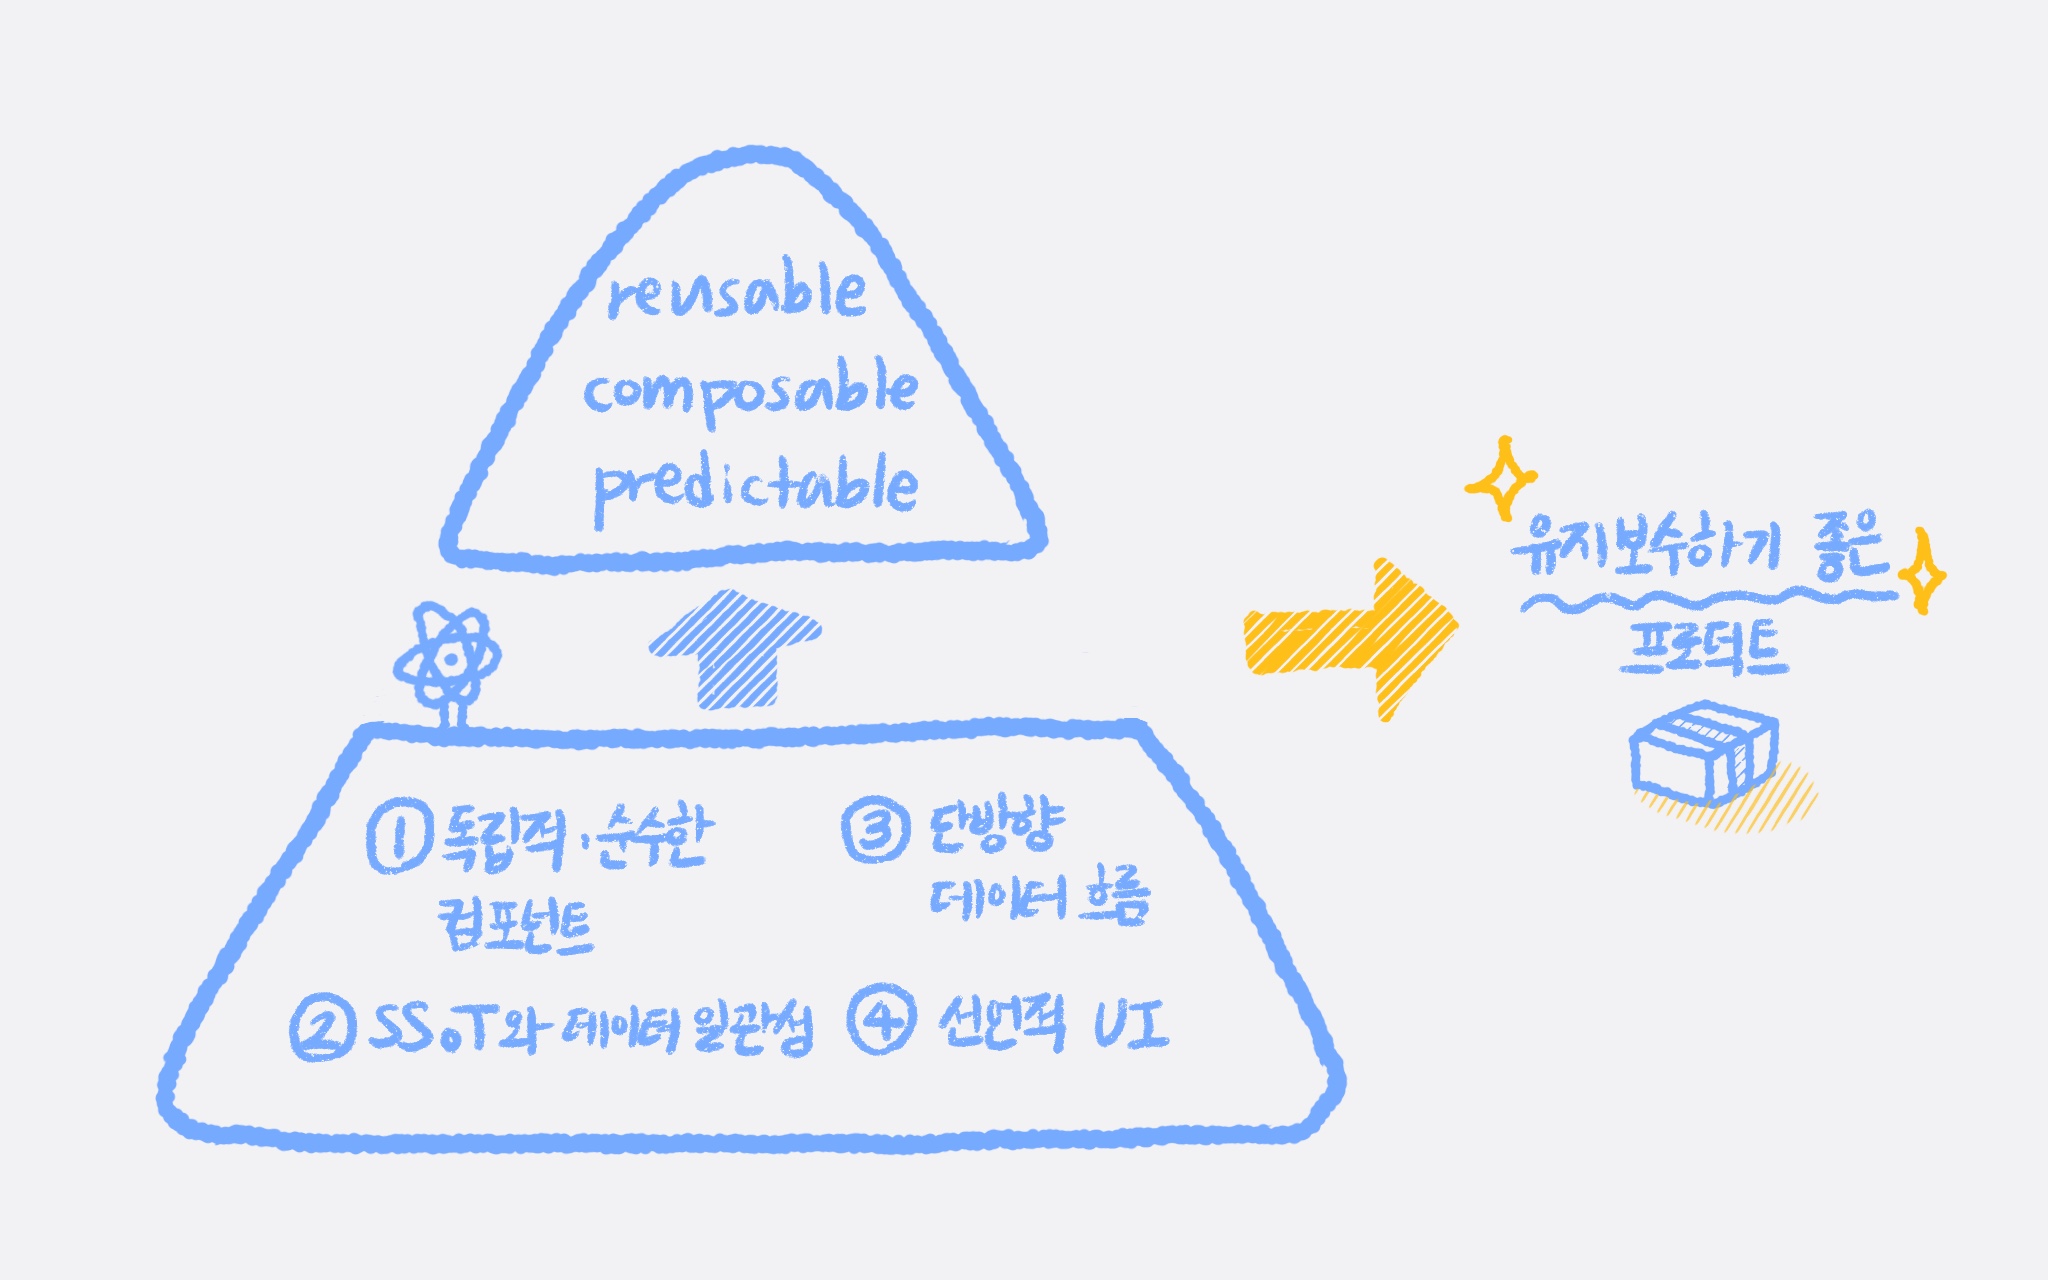 reusable
composable
predictable
① 독립적·순수한
컴포넌트
② SSoT와 데이터 일관성
③ 단방향
데이터 흐름
④ 선언적 UI
유지보수하기 좋은
프로덕트